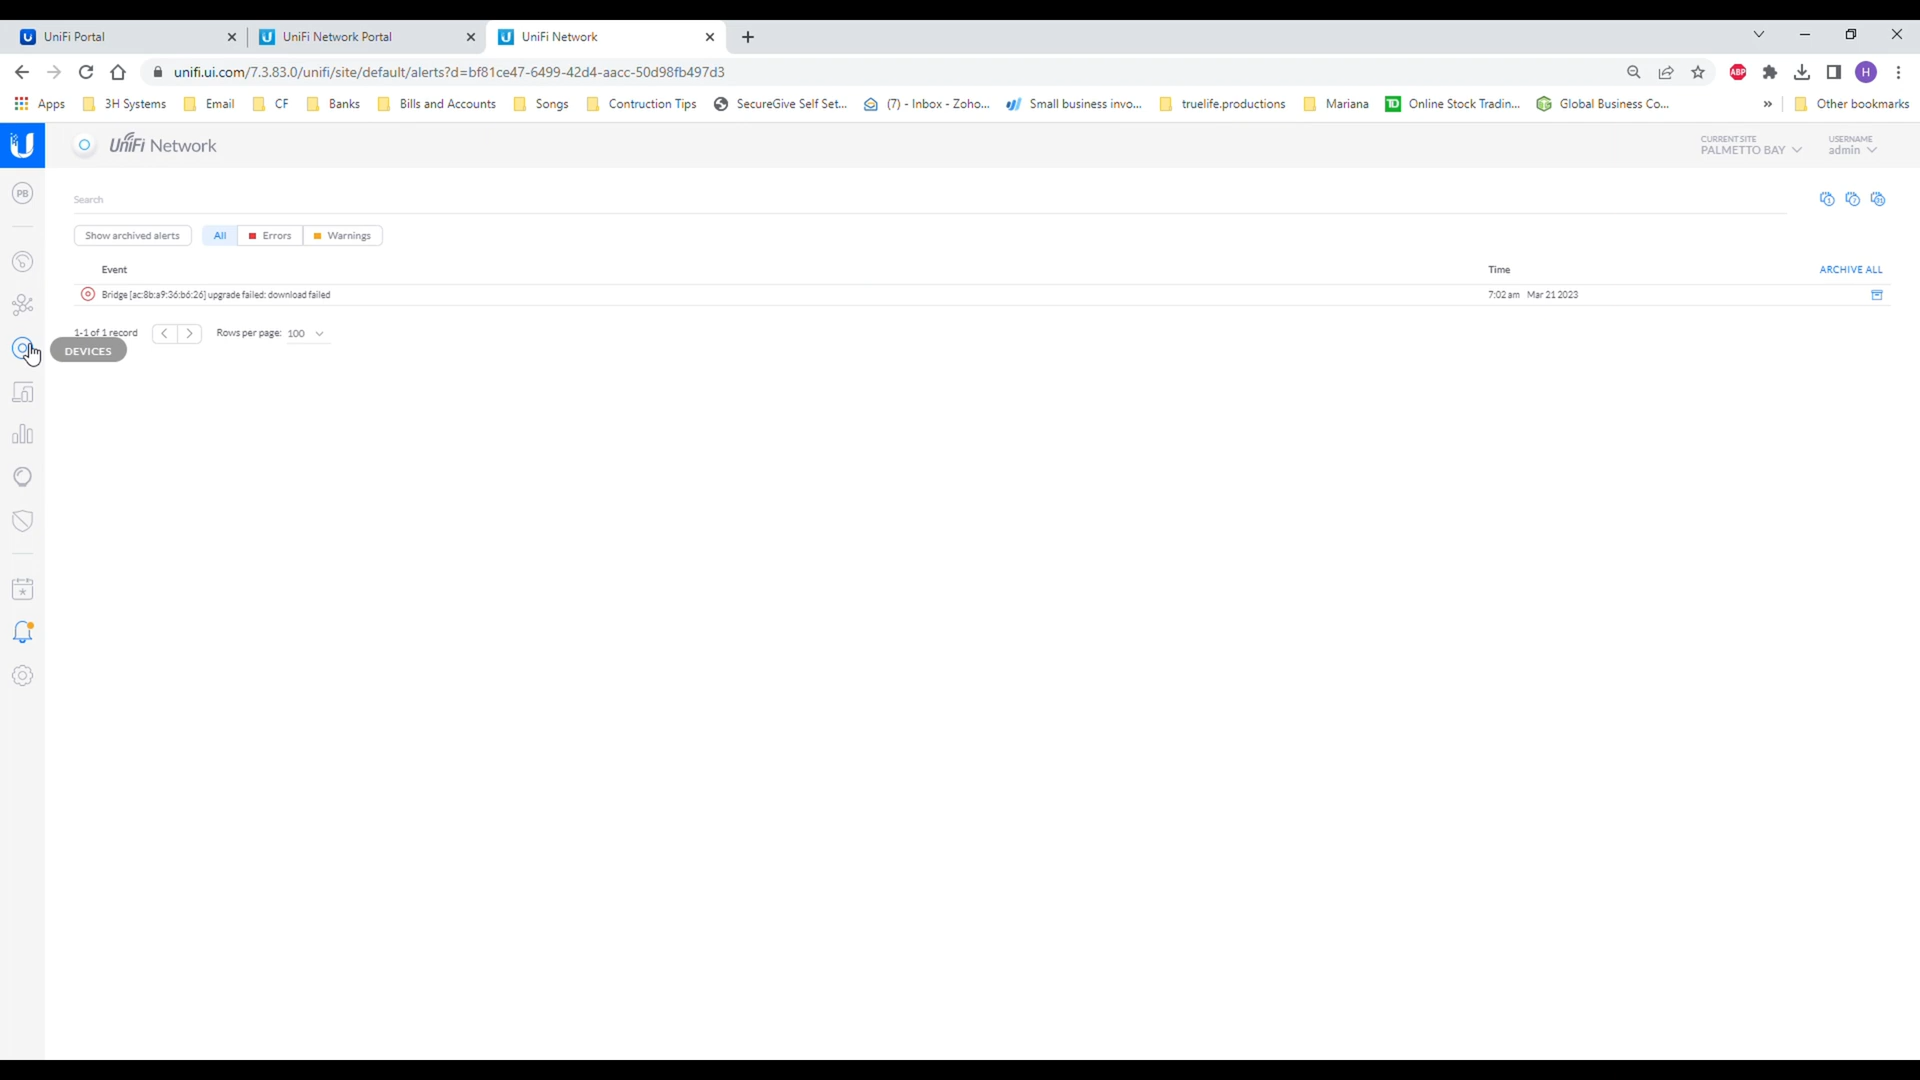 UniFi Portal
UniFi Network Portal
UniFi Network
unifi.ui.com/7.3.83.0/unifi/site/default/alerts?d=bf81ce47-6499-42d4-aacc-50d98fb497d3
ABP
H
Apps
3H Systems
Email
CF
Banks
Bills and Accounts
Songs
Contruction Tips
SecureGive Self Set...
(7) - Inbox - Zoho...
Small business invo...
truelife.productions
Mariana
Online Stock Tradin...
Global Business Co...
»
Other bookmarks
UniFi Network
CURRENT SITE
PALMETTO BAY
USERNAME
admin
PB
Search
Show archived alerts
All
Errors
Warnings
Event
Time
ARCHIVE ALL
Bridge [ac:8b:a9:36:b6:26] upgrade failed: download failed
7:02 am Mar 21 2023
1-1 of 1 record
Rows per page: 100
DEVICES